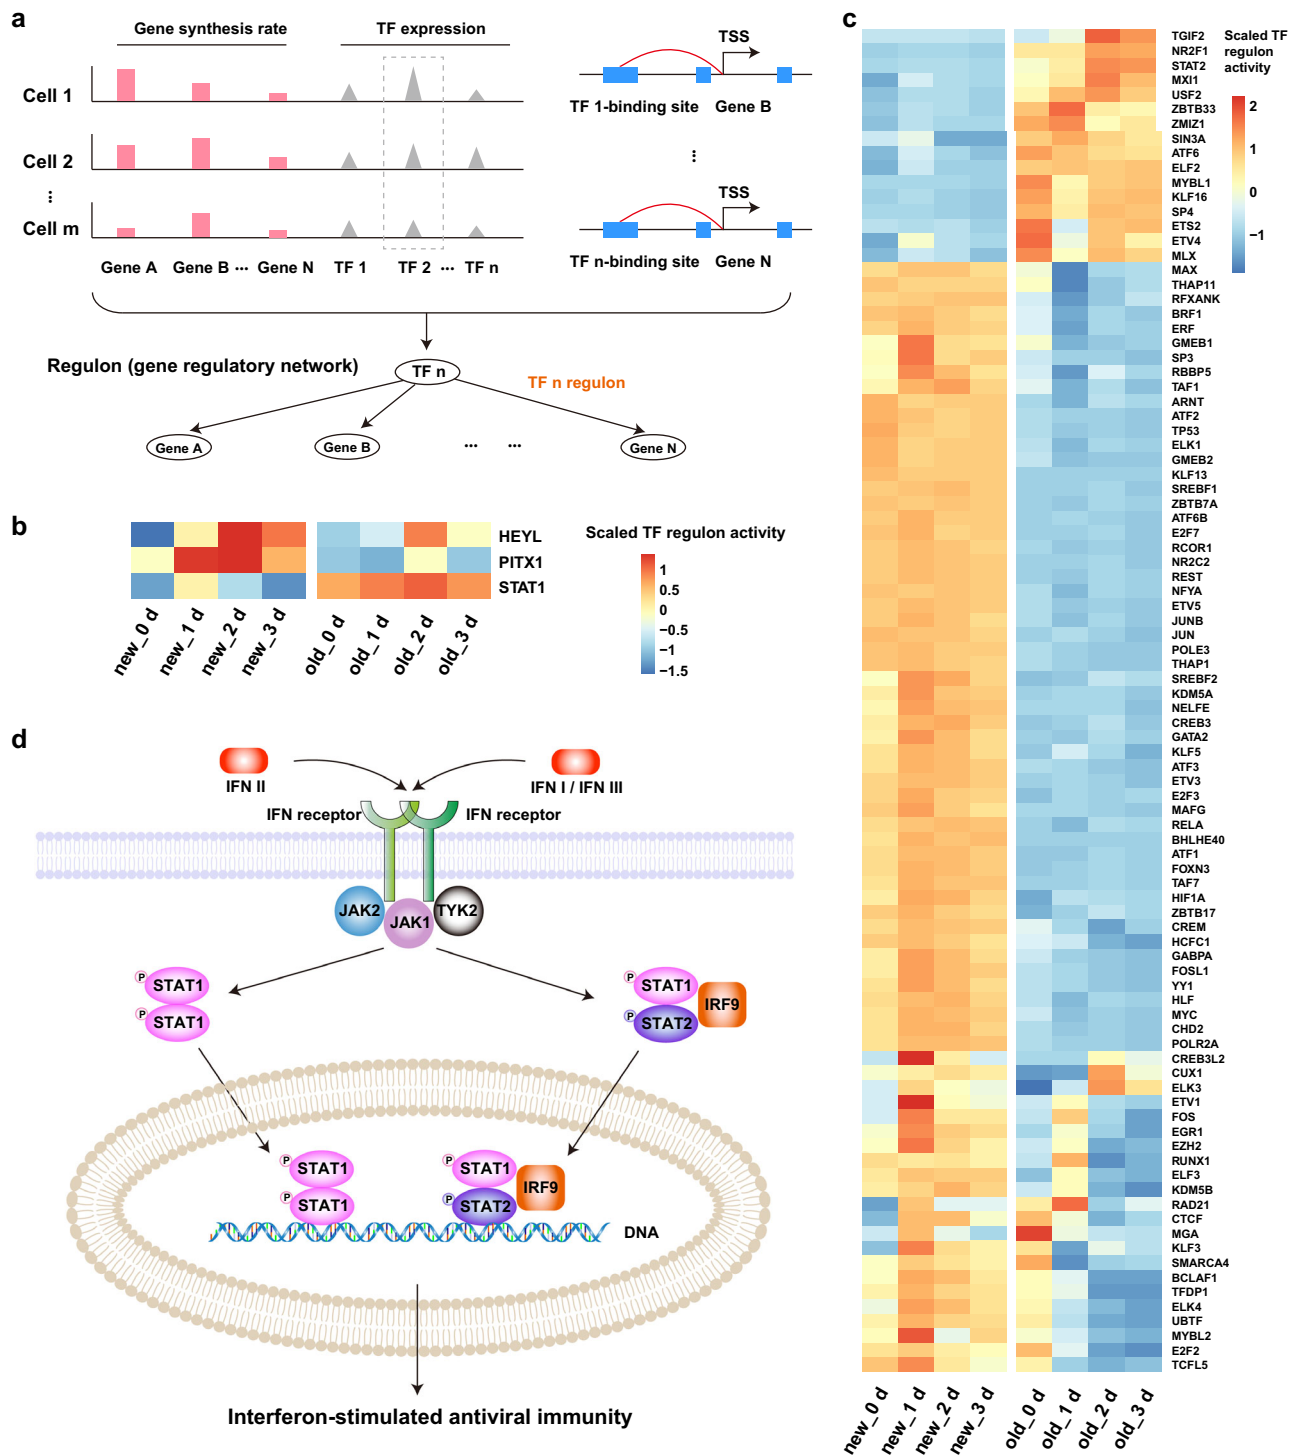 a
Gene synthesis rate
TF expression
Cell 1
Cell 2
⋮
Cell m
Gene A
Gene B
···
Gene N
TF 1
TF 2
···
TF n
TSS
TF 1-binding site
Gene B
⋮
TSS
TF n-binding site
Gene N
Regulon (gene regulatory network)
TF n
TF n regulon
Gene A
Gene B
···
···
Gene N
b
HEYL
PITX1
STAT1
new_0 d
new_1 d
new_2 d
new_3 d
old_0 d
old_1 d
old_2 d
old_3 d
Scaled TF regulon activity
1
0.5
0
−0.5
−1
−1.5
c
Scaled TF
regulon
activity
2
1
0
−1
TGIF2
NR2F1
STAT2
MXI1
USF2
ZBTB33
ZMIZ1
SIN3A
ATF6
ELF2
MYBL1
KLF16
SP4
ETS2
ETV4
MLX
MAX
THAP11
RFXANK
BRF1
ERF
GMEB1
SP3
RBBP5
TAF1
ARNT
ATF2
TP53
ELK1
GMEB2
KLF13
SREBF1
ZBTB7A
ATF6B
E2F7
RCOR1
NR2C2
REST
NFYA
ETV5
JUNB
JUN
POLE3
THAP1
SREBF2
KDM5A
NELFE
CREB3
GATA2
KLF5
ATF3
ETV3
E2F3
MAFG
RELA
BHLHE40
ATF1
FOXN3
TAF7
HIF1A
ZBTB17
CREM
HCFC1
GABPA
FOSL1
YY1
HLF
MYC
CHD2
POLR2A
CREB3L2
CUX1
ELK3
ETV1
FOS
EGR1
EZH2
RUNX1
ELF3
KDM5B
RAD21
CTCF
MGA
KLF3
SMARCA4
BCLAF1
TFDP1
ELK4
UBTF
MYBL2
E2F2
TCFL5
new_0 d
new_1 d
new_2 d
new_3 d
old_0 d
old_1 d
old_2 d
old_3 d
d
IFN II
IFN I / IFN III
IFN receptor
IFN receptor
JAK2
JAK1
TYK2
P
STAT1
P
STAT1
P
STAT1
P
STAT2
IRF9
P
STAT1
P
STAT1
P
STAT1
P
STAT2
IRF9
DNA
Interferon-stimulated antiviral immunity